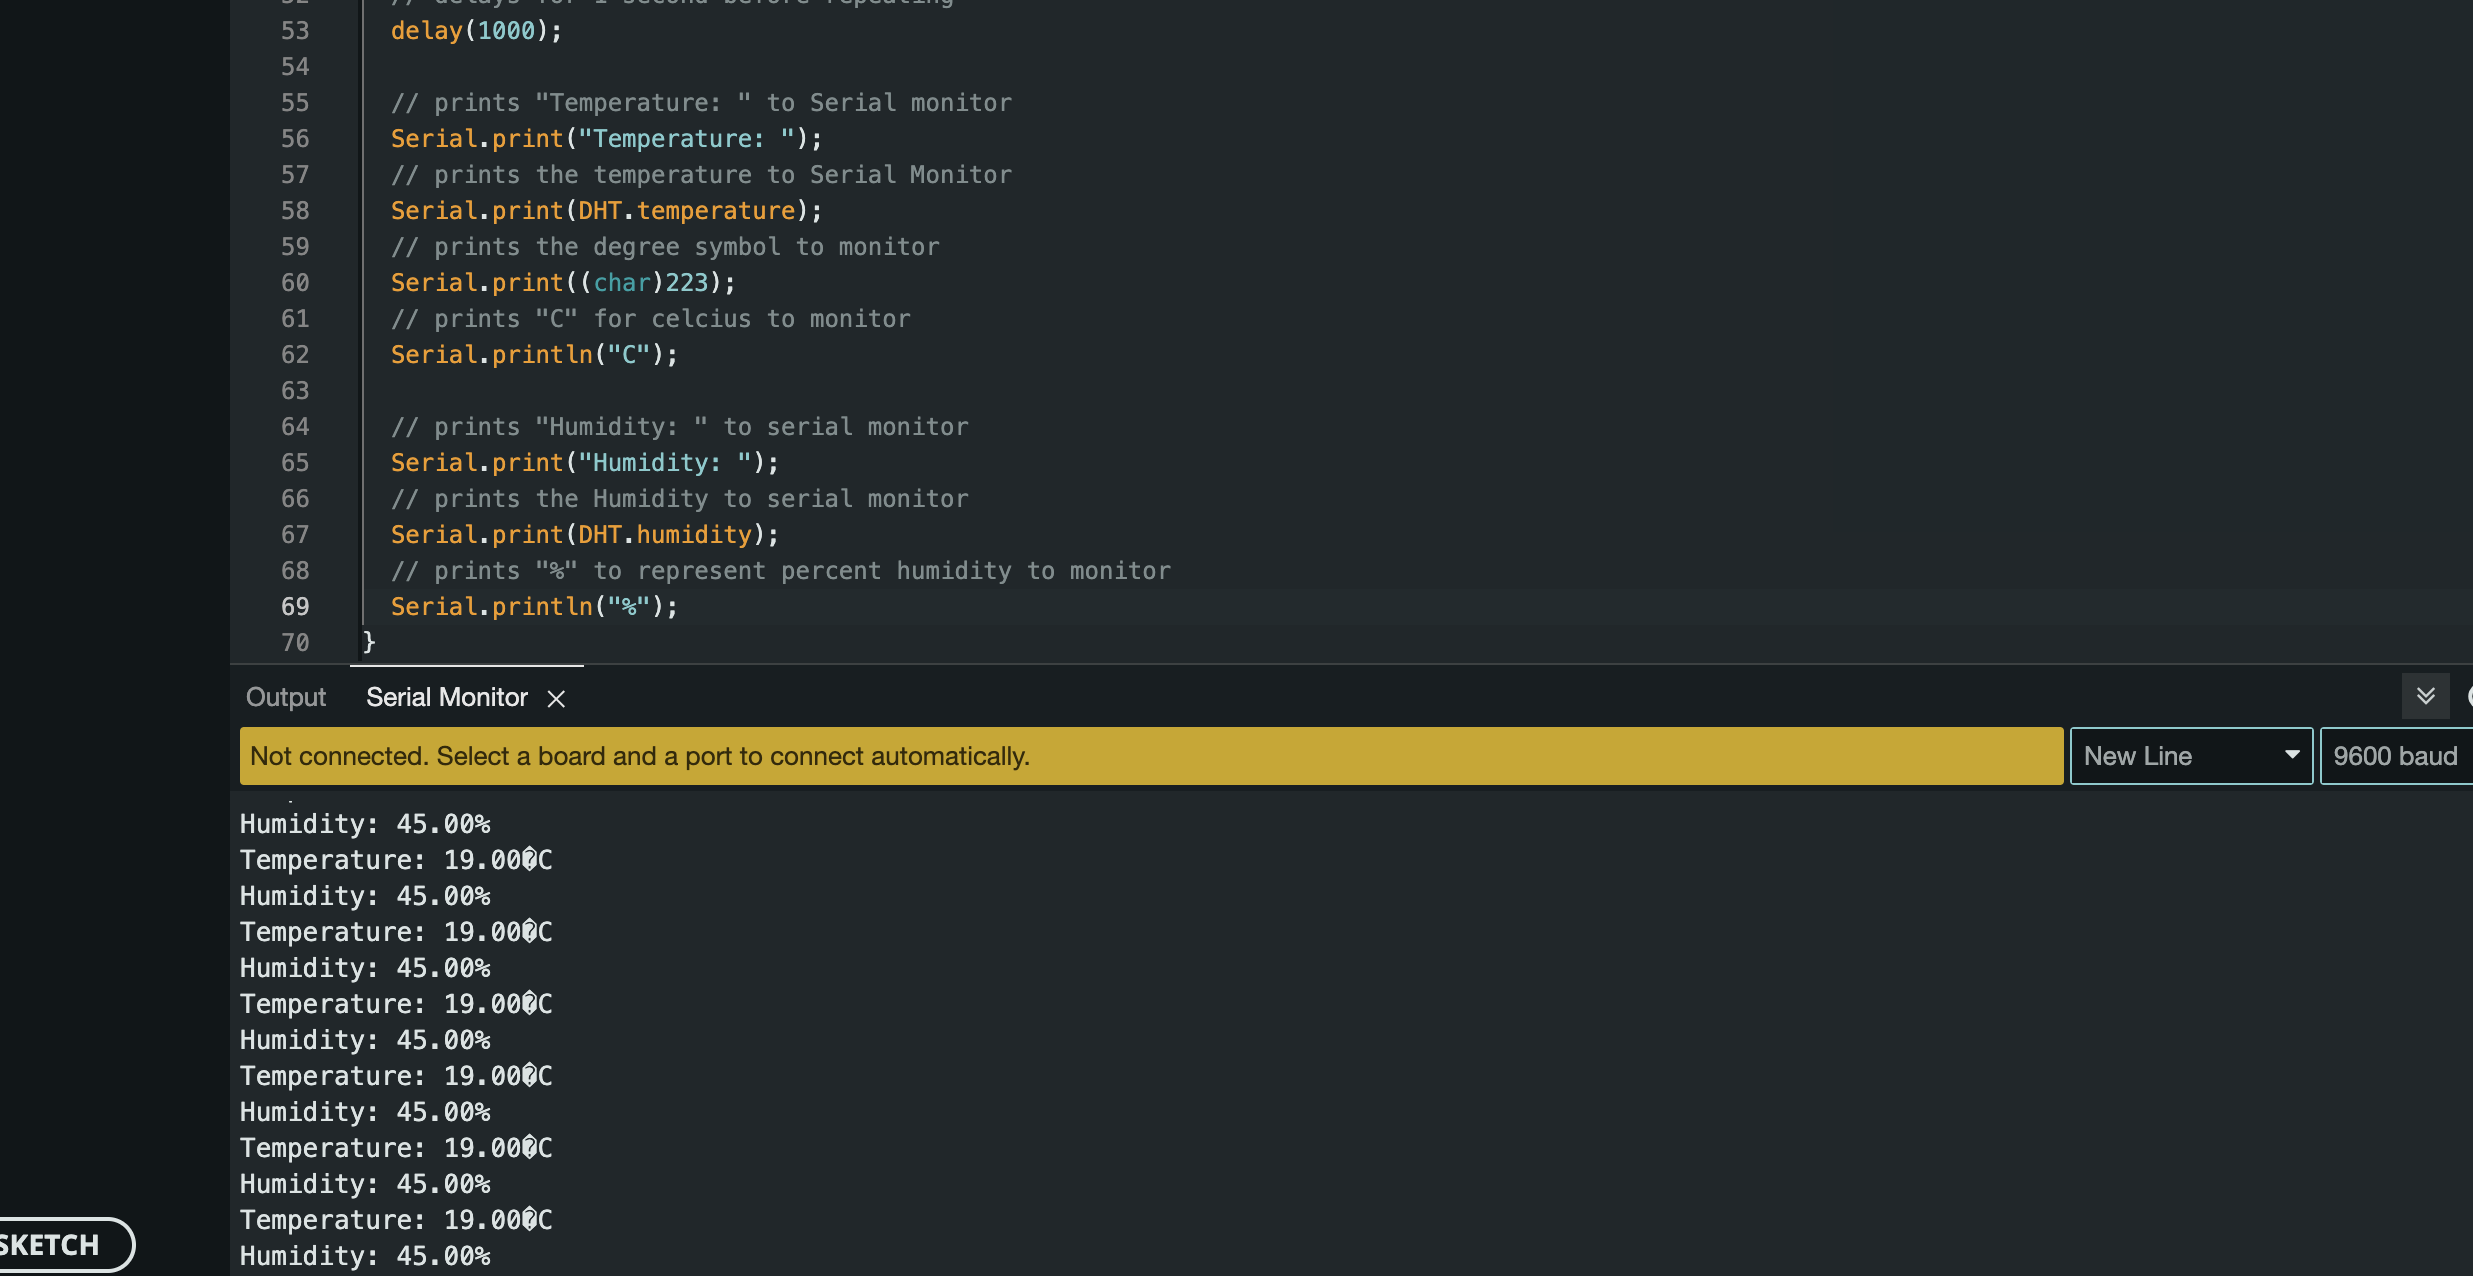 // delays for 1 second before repeating
53 delay(1000);
54
55 // prints "Temperature: " to Serial monitor
56 Serial.print("Temperature: ");
57 // prints the temperature to Serial Monitor
58 Serial.print(DHT.temperature);
59 // prints the degree symbol to monitor
60 Serial.print((char)223);
61 // prints "C" for celcius to monitor
62 Serial.println("C");
63
64 // prints "Humidity: " to serial monitor
65 Serial.print("Humidity: ");
66 // prints the Humidity to serial monitor
67 Serial.print(DHT.humidity);
68 // prints "%" to represent percent humidity to monitor
69 Serial.println("%");
70 }
Output Serial Monitor
Not connected. Select a board and a port to connect automatically. New Line 9600 baud
Humidity: 45.00%
Temperature: 19.00�C
Humidity: 45.00%
Temperature: 19.00�C
Humidity: 45.00%
Temperature: 19.00�C
Humidity: 45.00%
Temperature: 19.00�C
Humidity: 45.00%
Temperature: 19.00�C
Humidity: 45.00%
Temperature: 19.00�C
Humidity: 45.00%
SKETCH